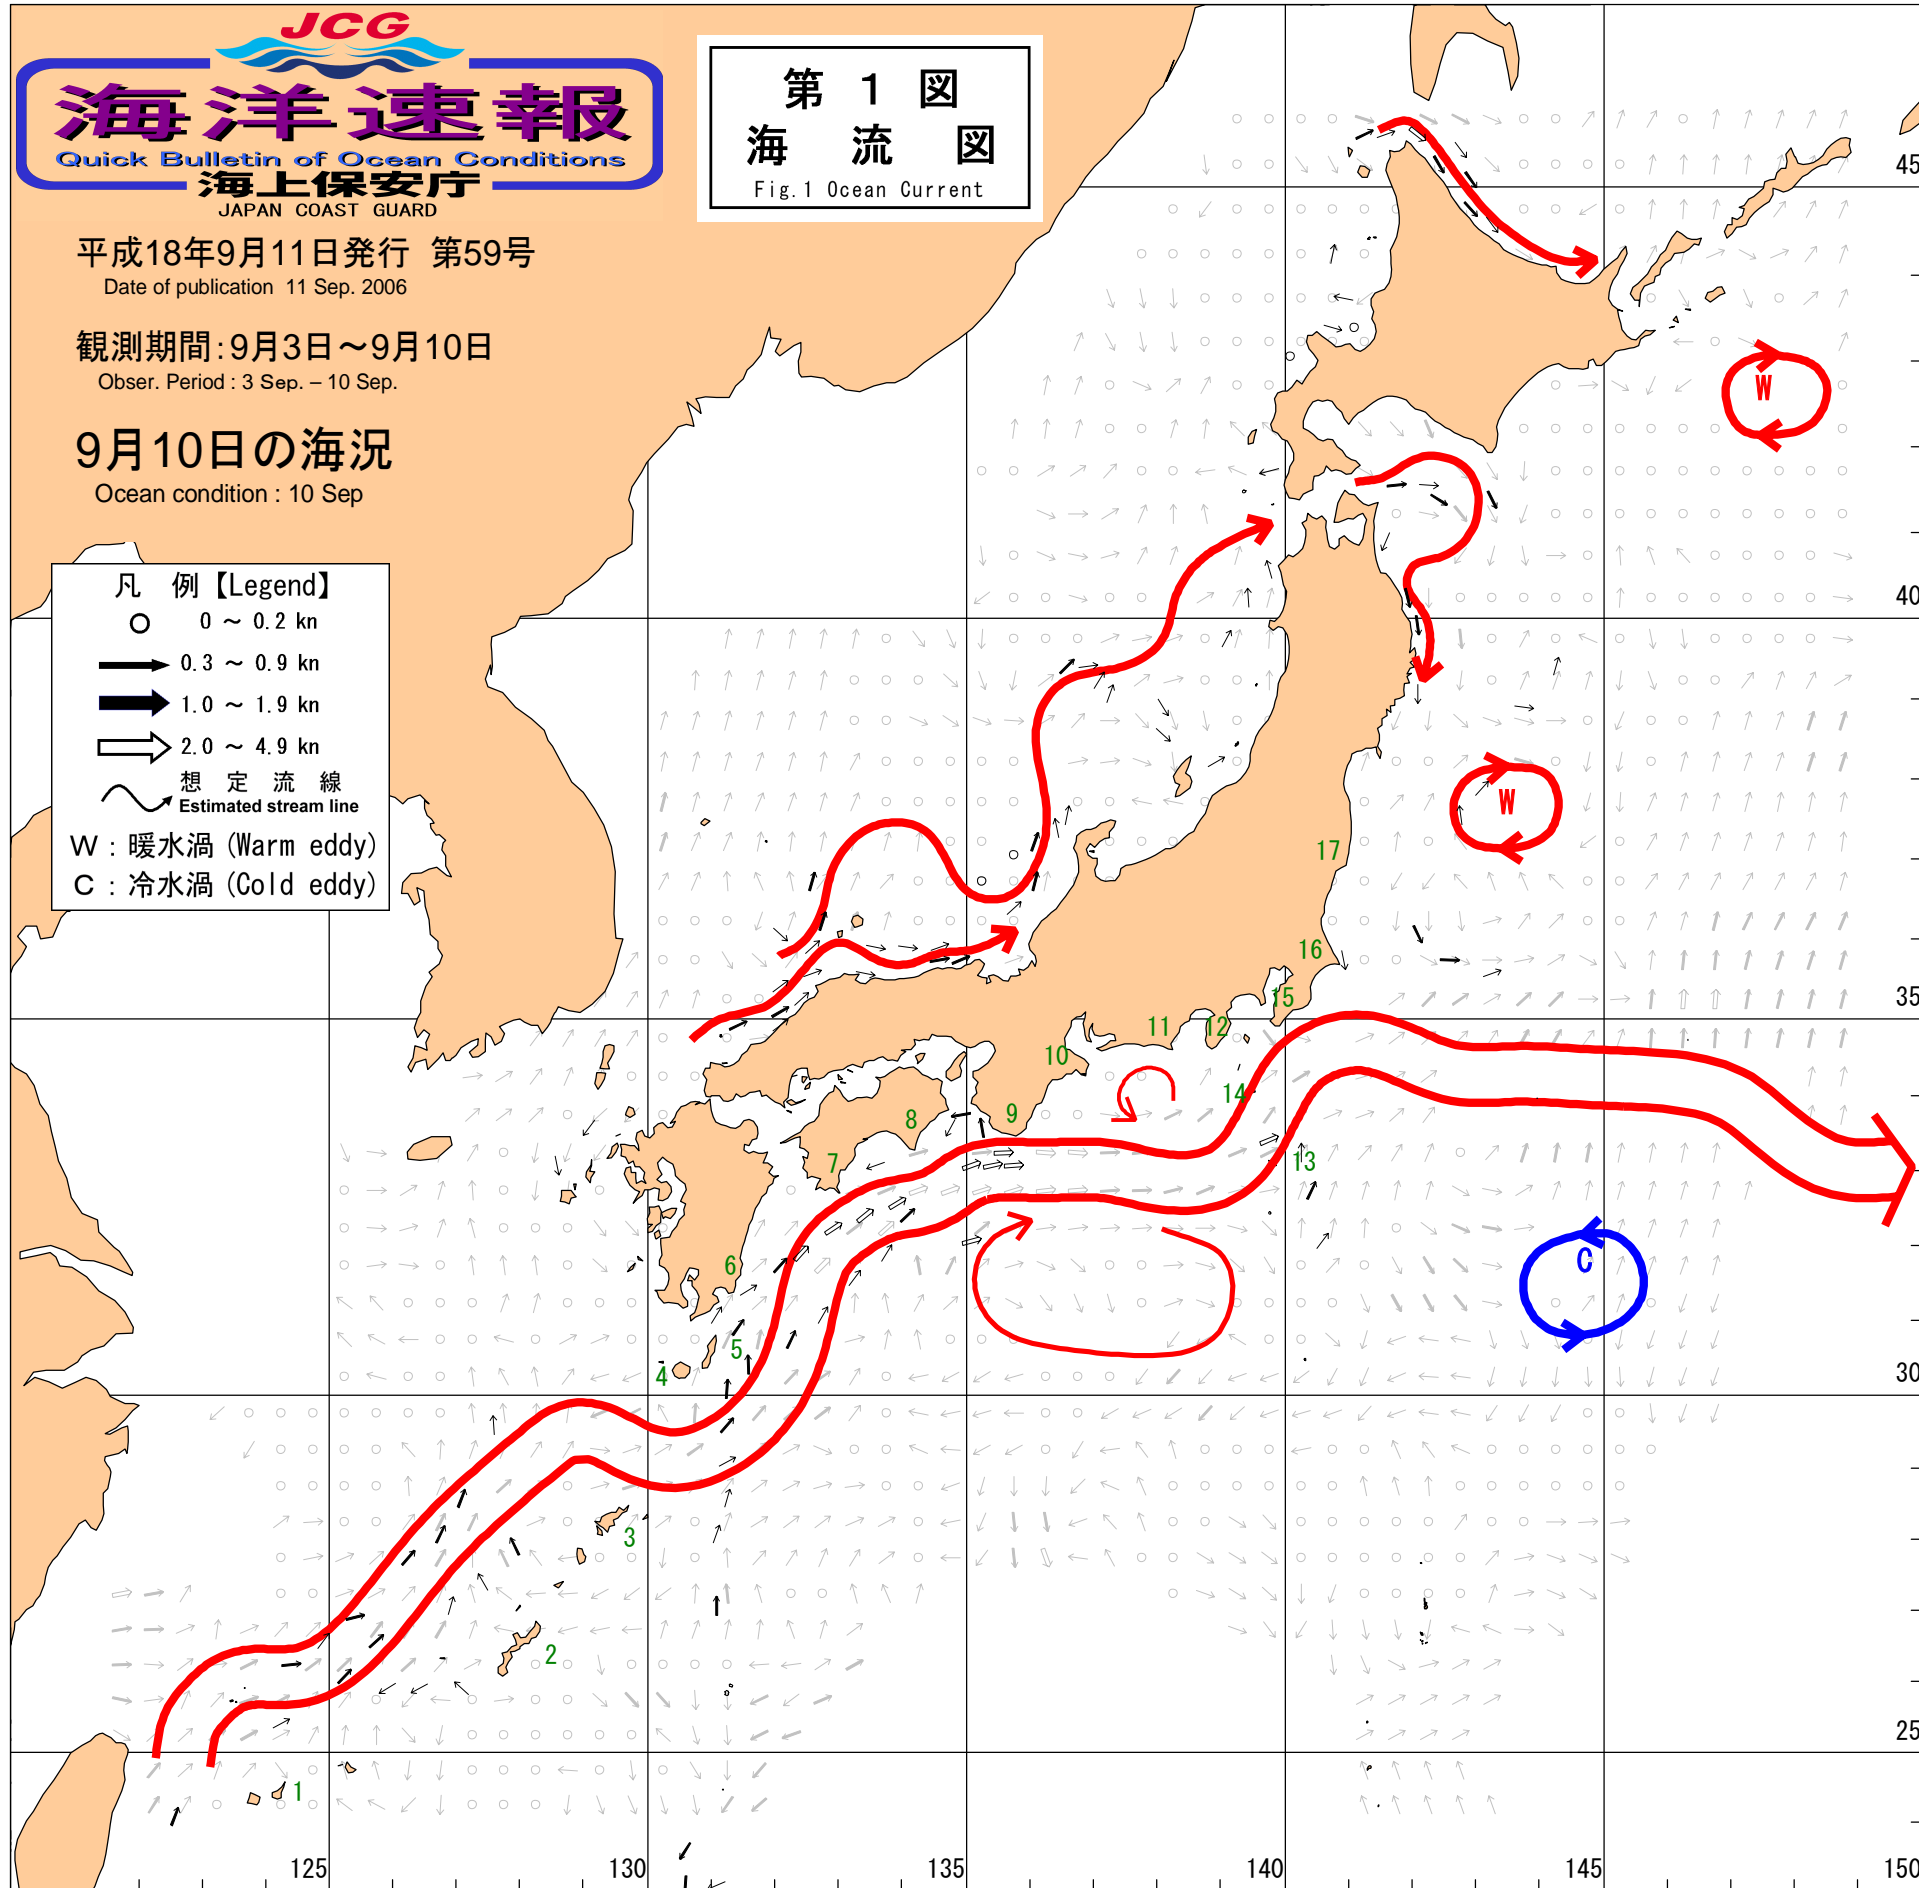 JCG
海洋速報
Quick Bulletin of Ocean Conditions
海上保安庁
JAPAN COAST GUARD
平成18年9月11日発行 第59号
Date of publication 11 Sep. 2006
観測期間:9月3日～9月10日
Obser. Period : 3 Sep. – 10 Sep.
9月10日の海況
Ocean condition : 10 Sep
第 1 図
海 流 図
Fig.1 Ocean Current
凡 例【Legend】
0 ～ 0.2 kn
0.3 ～ 0.9 kn
1.0 ～ 1.9 kn
2.0 ～ 4.9 kn
想 定 流 線
Estimated stream line
W : 暖水渦 (Warm eddy)
C : 冷水渦 (Cold eddy)
45
W
40
W
17
16
35
15
12
11
10
14
9
8
13
7
6
C
5
4
30
3
2
25
1
125
130
135
140
145
150